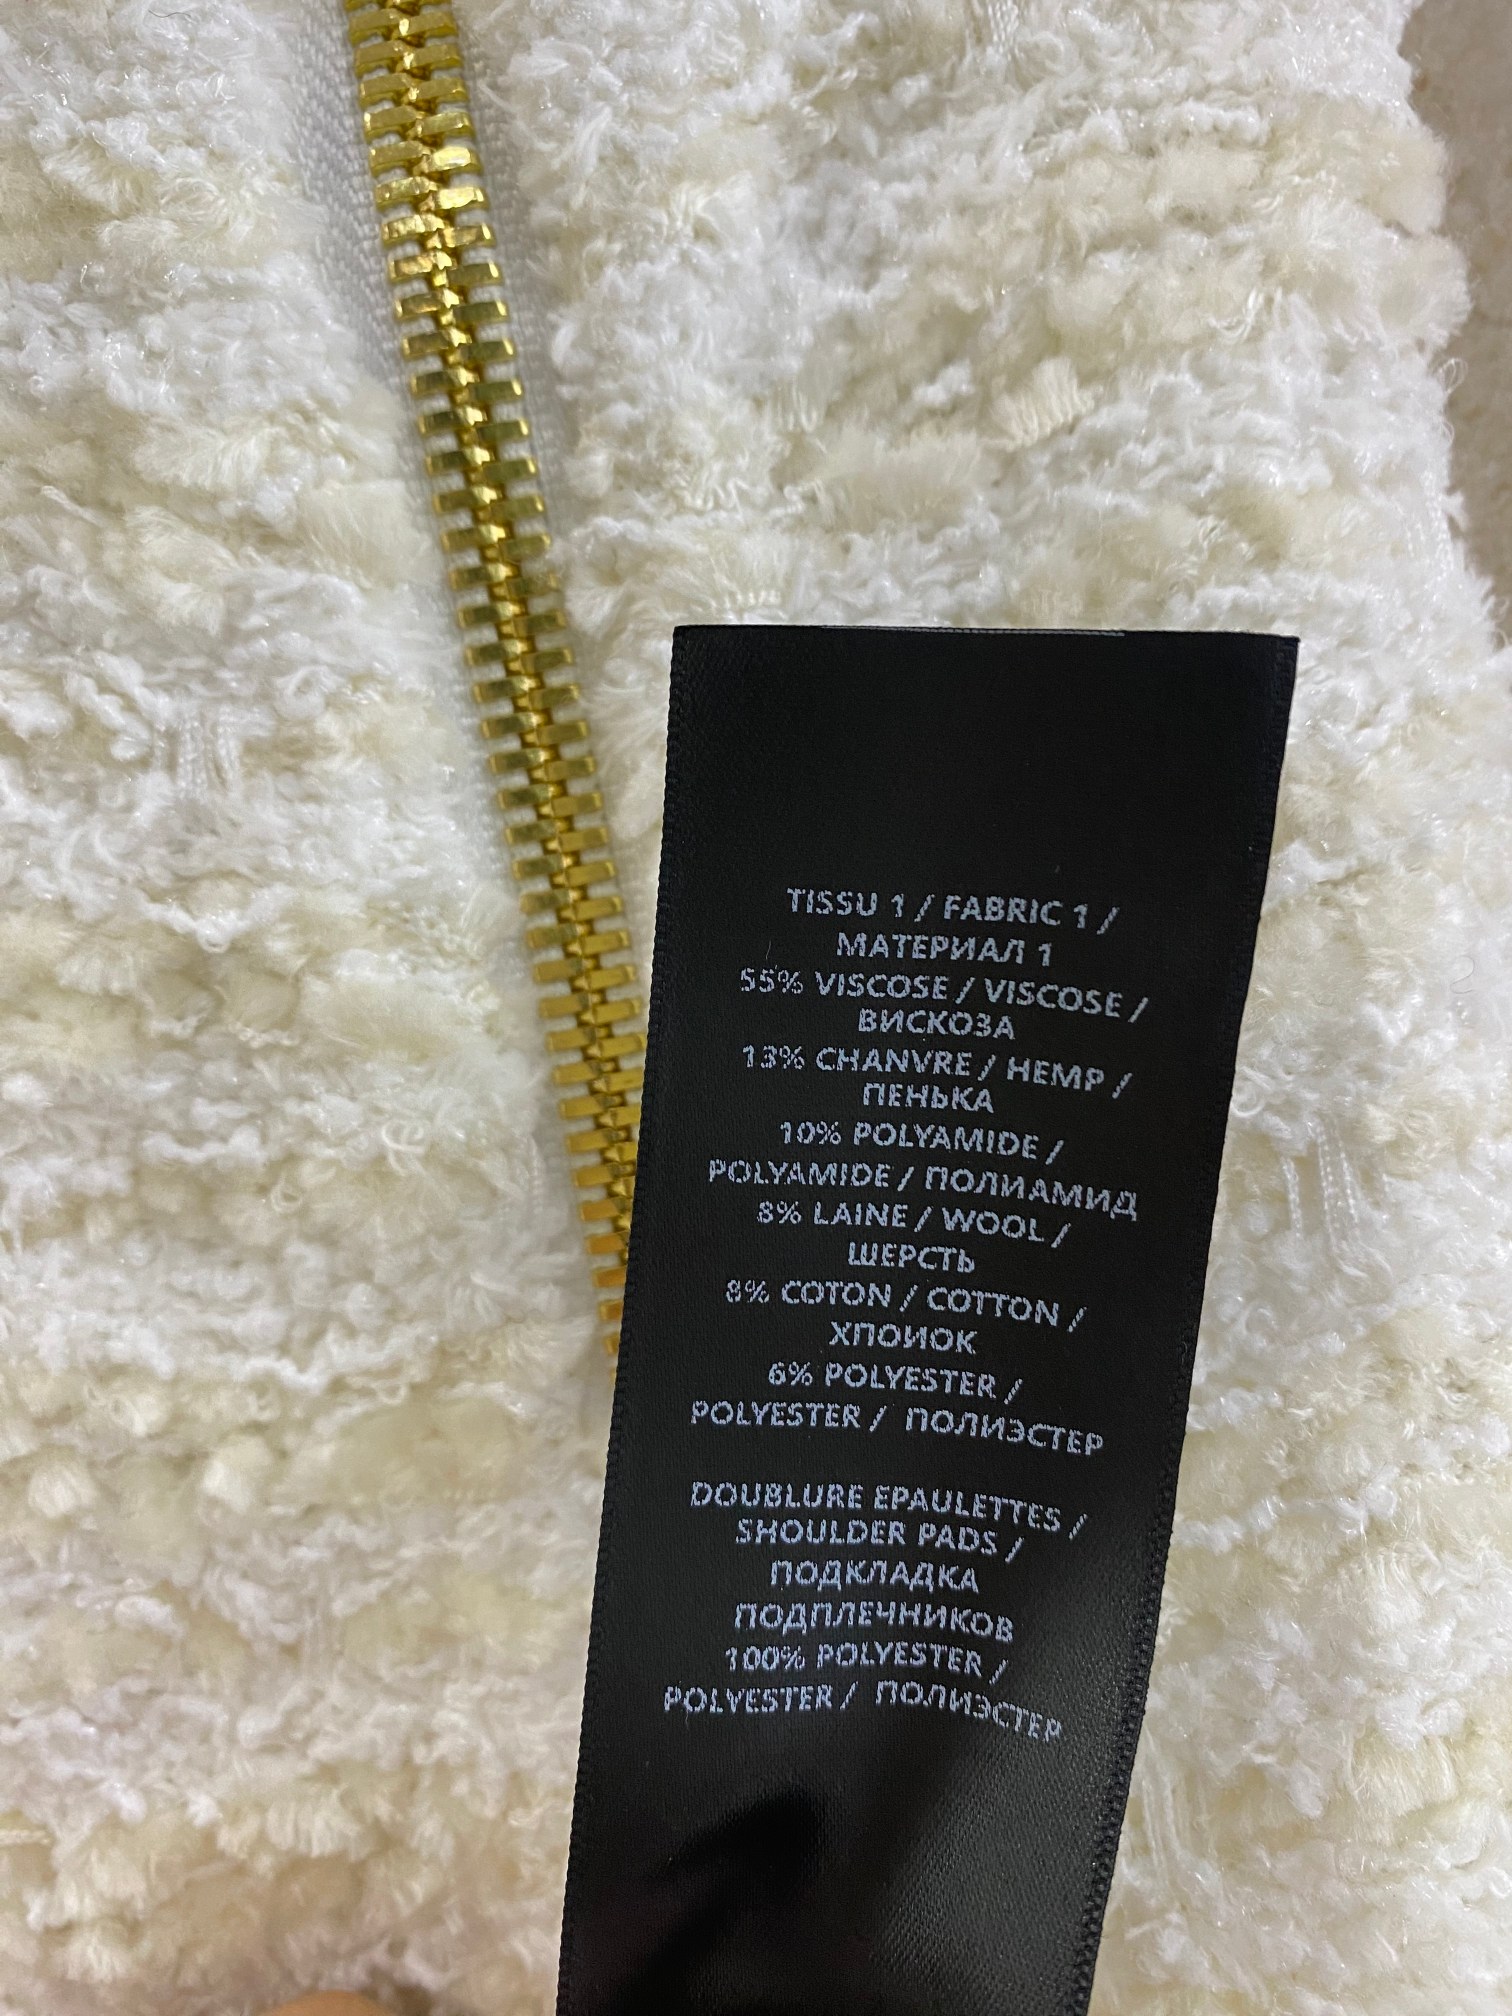 TISSU 1 / FABRIC 1 /
МАТЕРИАЛ 1
55% VISCOSE / VISCOSE /
ВИСКОЗА
13% CHANVRE / HEMP /
ПЕНЬКА
10% POLYAMIDE /
POLYAMIDE / ПОЛИАМИД
8% LAINE / WOOL /
ШЕРСТЬ
8% COTON / COTTON /
ХПОИОК
6% POLYESTER /
POLYESTER / ПОЛИЭСТЕР
DOUBLURE EPAULETTES /
SHOULDER PADS /
ПОДКЛАДКА
ПОДПЛЕЧНИКОВ
100% POLYESTER /
POLYESTER / ПОЛИЭСТЕР